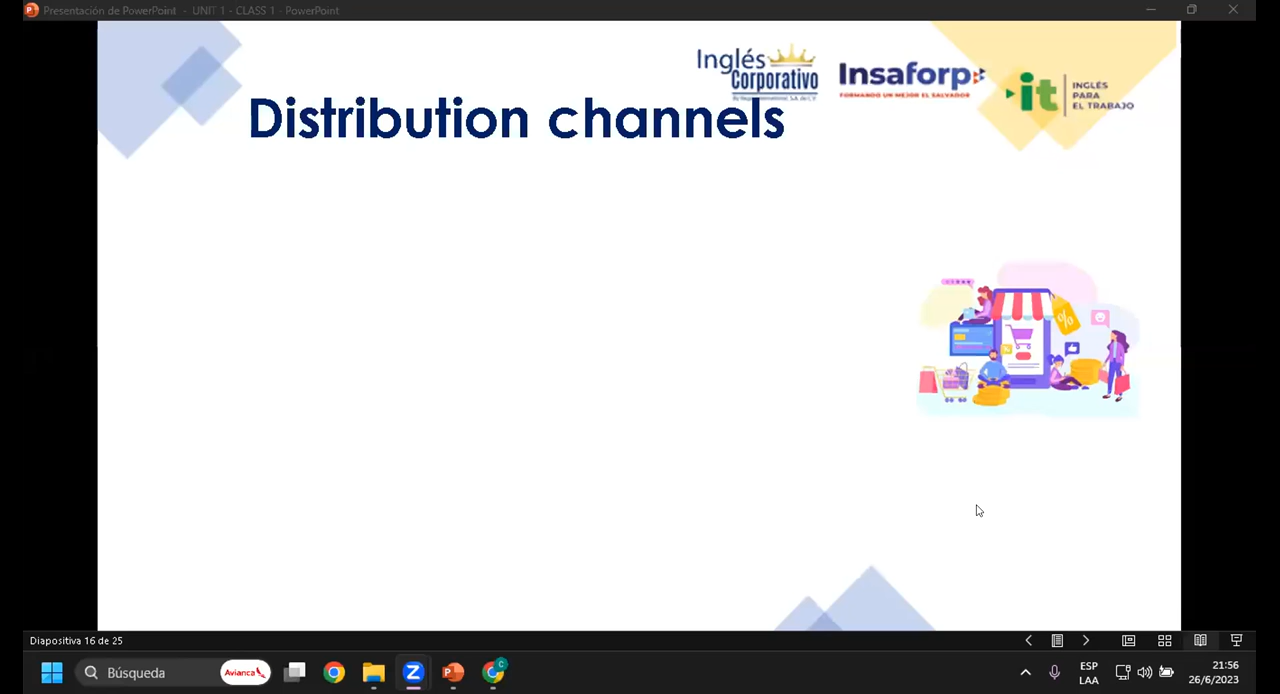 Presentación de PowerPoint - UNIT 1 - CLASS 1 - PowerPoint
Inglés
Corporativo
Insaforp
FORMANDO UN MEJOR EL SALVADOR
it
INGLÉS
PARA
EL TRABAJO
Distribution channels
%
Diapositiva 16 de 25
Búsqueda
Avianca
Z
P
C
ESP
LAA
21:56
26/6/2023